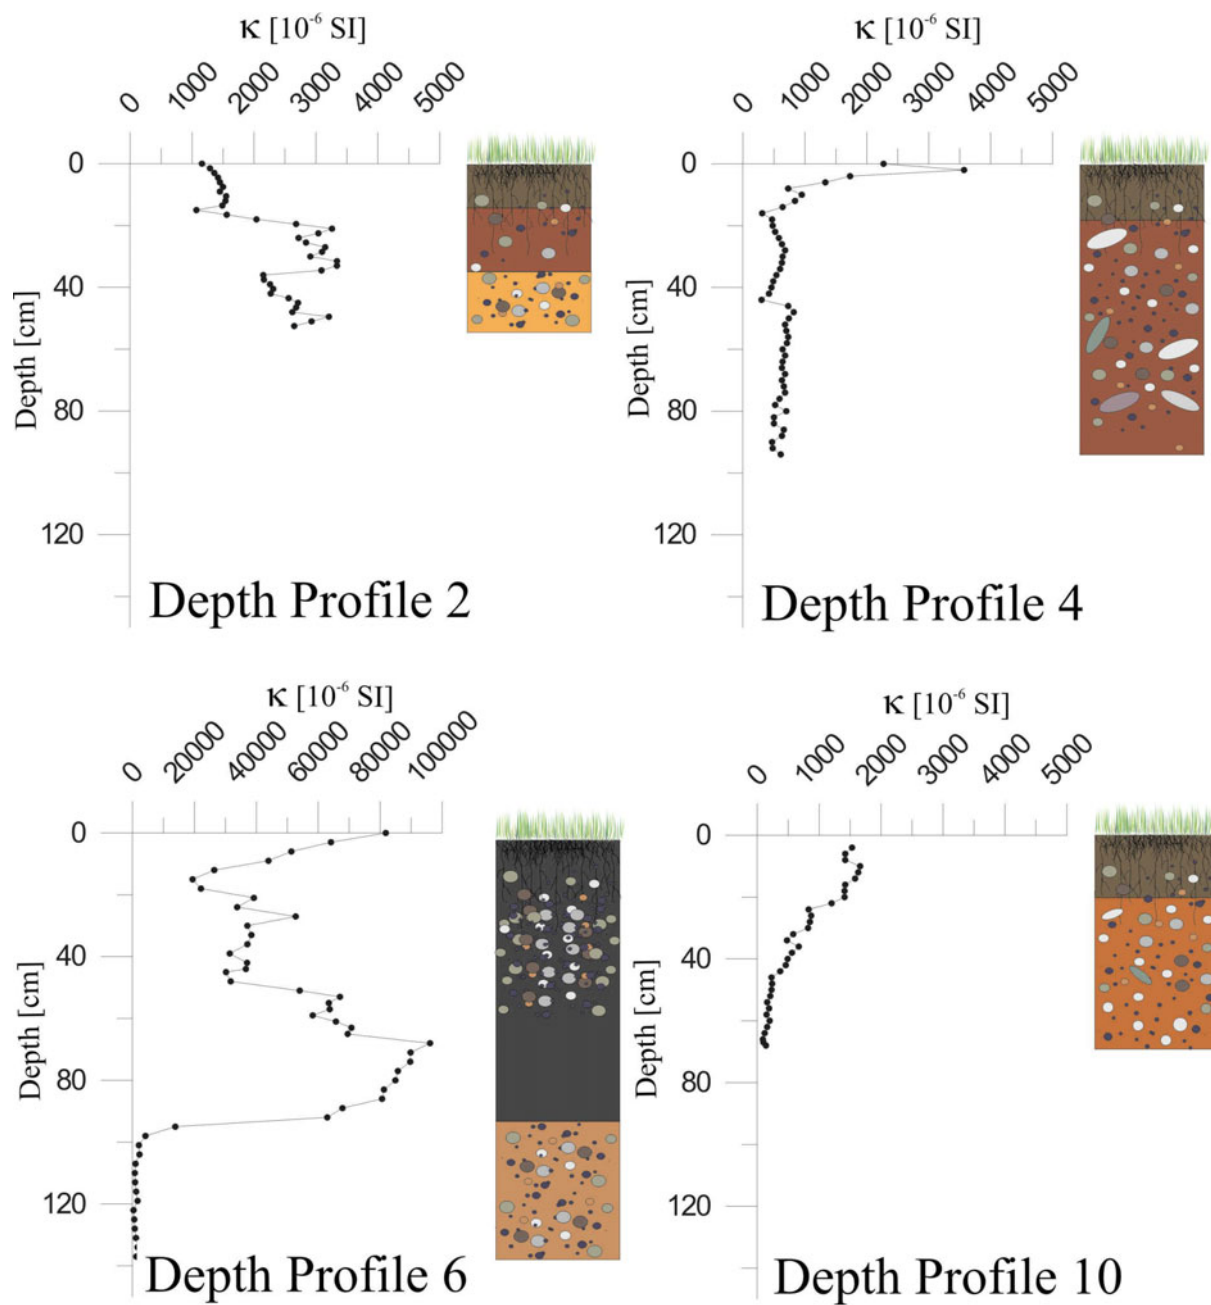 κ [10⁻⁶ SI]
0 1000 2000 3000 4000 5000
0
40
80
120
Depth [cm]
Depth Profile 2
κ [10⁻⁶ SI]
0 1000 2000 3000 4000 5000
0
40
80
120
Depth [cm]
Depth Profile 4
κ [10⁻⁶ SI]
0 20000 40000 60000 80000 100000
0
40
80
120
Depth [cm]
Depth Profile 6
κ [10⁻⁶ SI]
0 1000 2000 3000 4000 5000
0
40
80
120
Depth [cm]
Depth Profile 10